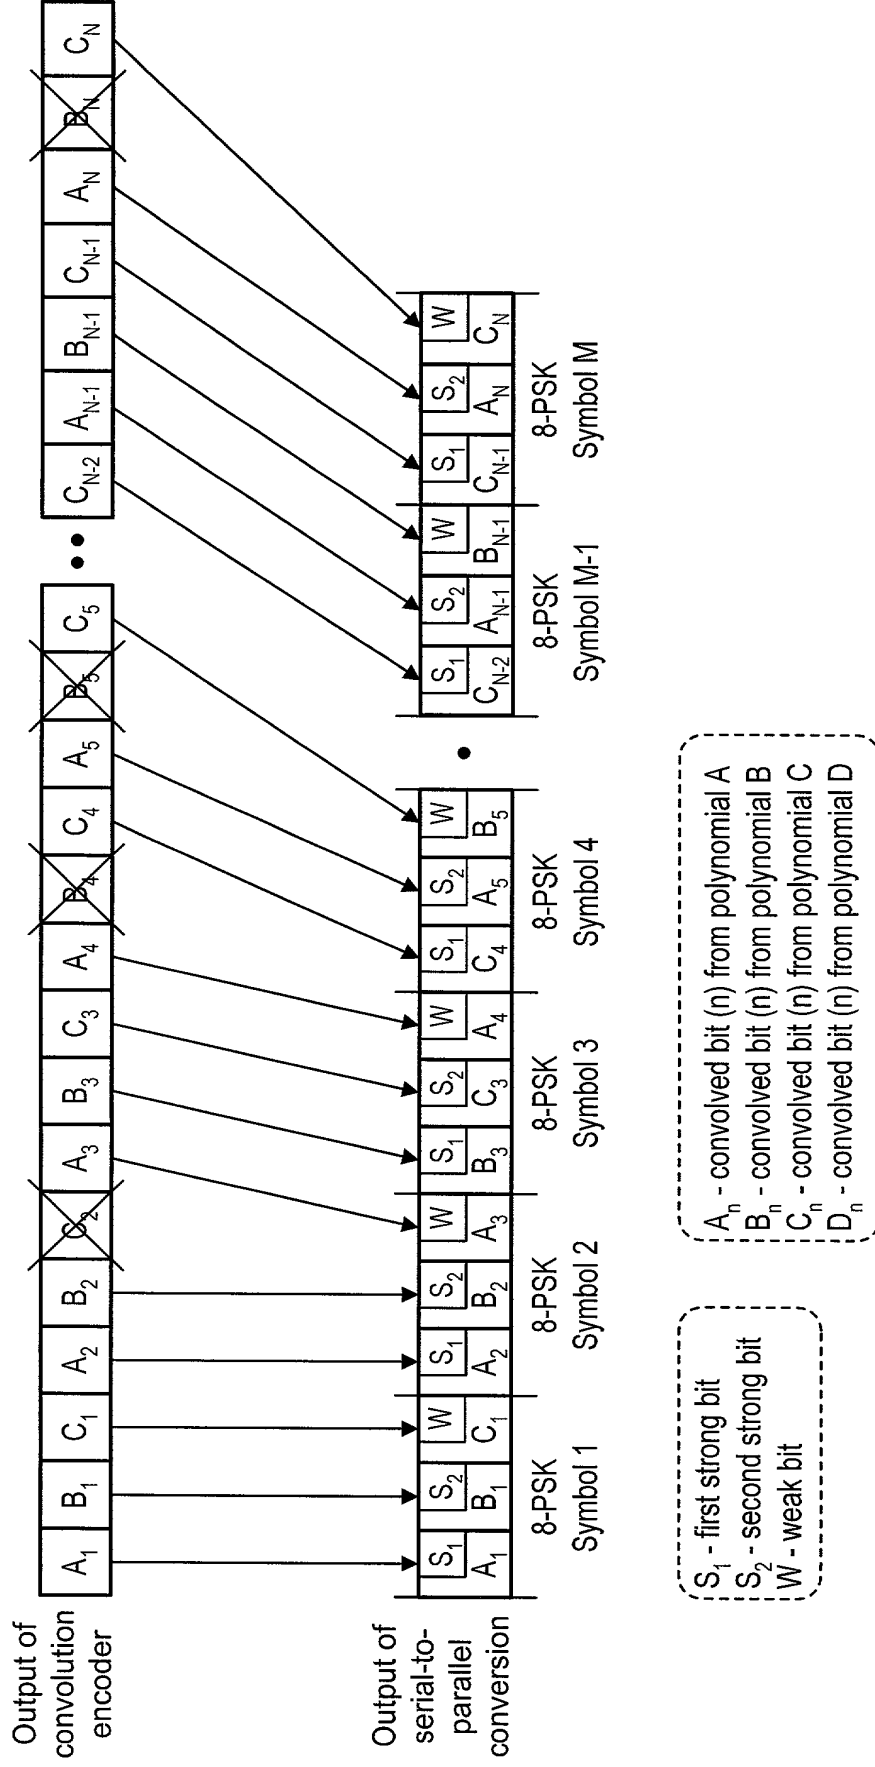 Output of
convolution
encoder
A1 B1 C1 A2 B2 C2 A3 B3 C3 A4 B4 C4 A5 B5 C5 •• CN-2 AN-1 BN-1 CN-1 AN BN CN
Output of
serial-to-
parallel
conversion
S1 S2 W S1 S2 W S1 S2 W S1 S2 W • S1 S2 W S1 S2 W
A1 B1 C1 A2 B2 A3 B3 C3 A4 C4 A5 B5 CN-2 AN-1 BN-1 CN-1 AN CN
8-PSK
Symbol 1
8-PSK
Symbol 2
8-PSK
Symbol 3
8-PSK
Symbol 4
8-PSK
Symbol M-1
8-PSK
Symbol M
S1 - first strong bit
S2 - second strong bit
W - weak bit
An - convolved bit (n) from polynomial A
Bn - convolved bit (n) from polynomial B
Cn - convolved bit (n) from polynomial C
Dn - convolved bit (n) from polynomial D